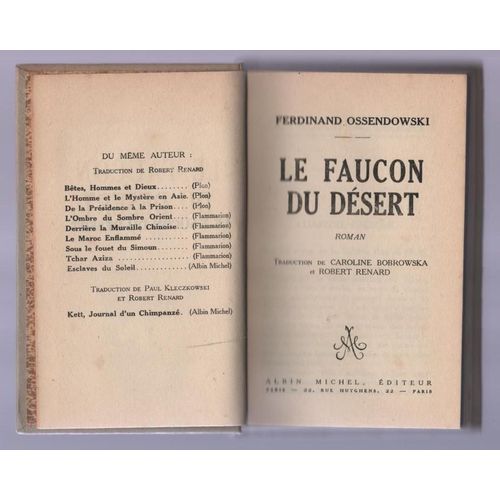 DU MÊME AUTEUR :
TRADUCTION DE ROBERT RENARD
Bêtes, Hommes et Dieux........ (Plon)
L'Homme et le Mystère en Asie. (Plon)
De la Présidence à la Prison.... (Plon)
L'Ombre du Sombre Orient.... (Flammarion)
Derrière la Muraille Chinoise... (Flammarion)
Le Maroc Enflammé .......... (Flammarion)
Sous le fouet du Simoun...... (Flammarion)
Tchar Aziza ................ (Flammarion)
Esclaves du Soleil........... (Albin Michel)
TRADUCTION DE PAUL KLECZKOWSKI
ET ROBERT RENARD
Kett, Journal d'un Chimpanzé. (Albin Michel)
FERDINAND OSSENDOWSKI
LE FAUCON
DU DÉSERT
ROMAN
TRADUCTION DE CAROLINE BOBROWSKA
et ROBERT RENARD
AM
ALBIN MICHEL, ÉDITEUR
PARIS — 22, RUE HUYGHENS, 22 — PARIS